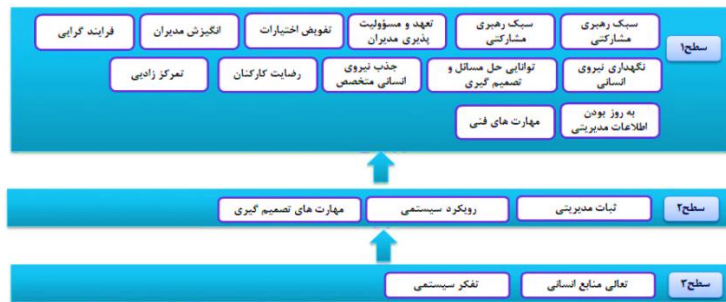 سطح۱
سبک رهبری
مشارکتی
سبک رهبری
مشارکتی
تعهد و مسؤولیت
پذیری مدیران
تفویض اختیارات
انگیزش مدیران
فرایند گرایی
نگهداری نیروی
انسانی
توانایی حل مسائل و
تصمیم گیری
جذب نیروی
انسانی متخصص
رضایت کارکنان
تمرکز زدایی
به روز بودن
اطلاعات مدیریتی
مهارت های فنی
سطح۲
ثبات مدیریتی
رویکرد سیستمی
مهارت های تصمیم گیری
سطح۳
تعالی منابع انسانی
تفکر سیستمی